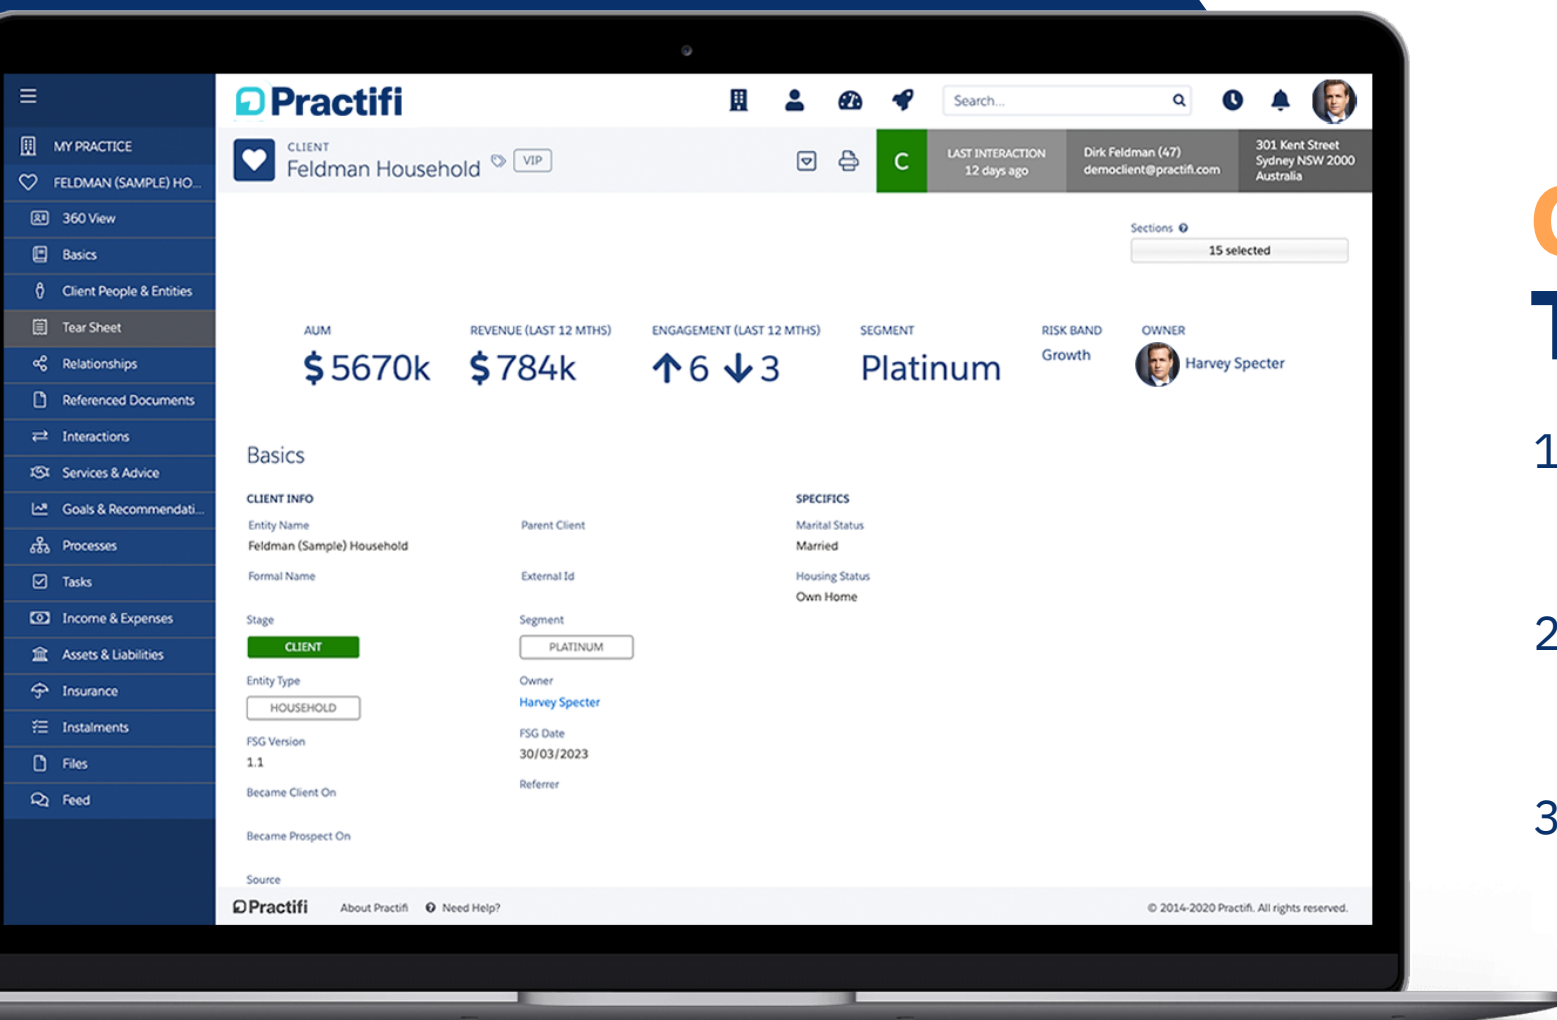 Practifi
Search...
MY PRACTICE
FELDMAN (SAMPLE) HO...
360 View
Basics
Client People & Entities
Tear Sheet
Relationships
Referenced Documents
Interactions
Services & Advice
Goals & Recommendati...
Processes
Tasks
Income & Expenses
Assets & Liabilities
Insurance
Instalments
Files
Feed
CLIENT
Feldman Household
VIP
C
LAST INTERACTION
12 days ago
Dirk Feldman (47)
democlient@practifi.com
301 Kent Street
Sydney NSW 2000
Australia
Sections
15 selected
AUM
$ 5670k
REVENUE (LAST 12 MTHS)
$ 784k
ENGAGEMENT (LAST 12 MTHS)
↑ 6 ↓ 3
SEGMENT
Platinum
RISK BAND
Growth
OWNER
Harvey Specter
Basics
CLIENT INFO
Entity Name
Feldman (Sample) Household
Formal Name
Stage
CLIENT
Entity Type
HOUSEHOLD
FSG Version
1.1
Became Client On
Became Prospect On
Source
Parent Client
External Id
Segment
PLATINUM
Owner
Harvey Specter
FSG Date
30/03/2023
Referrer
SPECIFICS
Marital Status
Married
Housing Status
Own Home
Practifi
About Practifi
Need Help?
© 2014-2020 Practifi. All rights reserved.
T
1
2
3